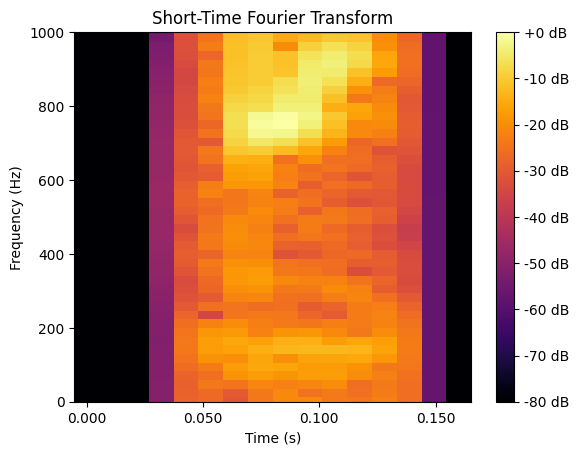 Short-Time Fourier Transform
1000
800
600
400
200
0
Frequency (Hz)
0.000
0.050
0.100
0.150
Time (s)
+0 dB
-10 dB
-20 dB
-30 dB
-40 dB
-50 dB
-60 dB
-70 dB
-80 dB